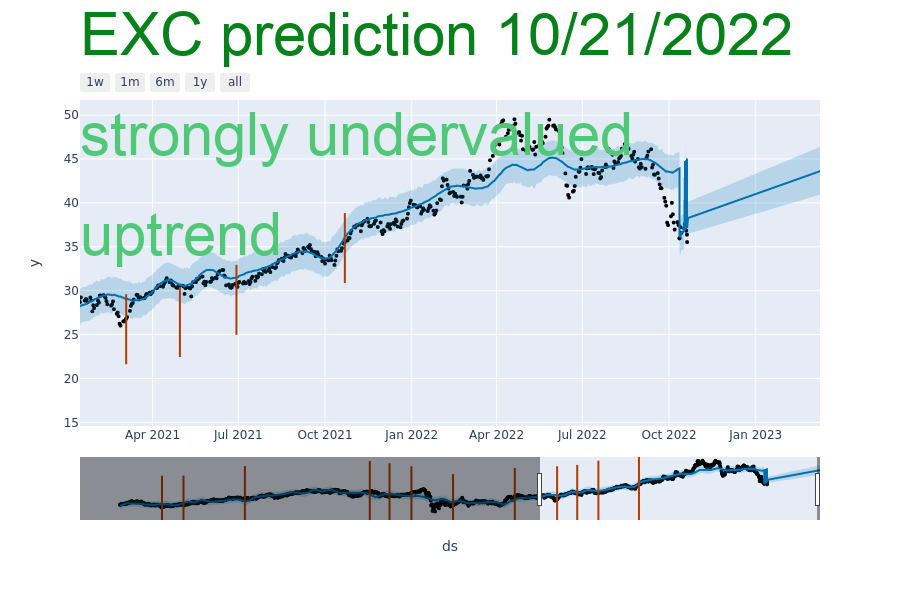 EXC prediction 10/21/2022
1w 1m 6m 1y all
strongly undervalued
uptrend
50
45
40
35
30
25
20
15
y
Apr 2021 Jul 2021 Oct 2021 Jan 2022 Apr 2022 Jul 2022 Oct 2022 Jan 2023
ds